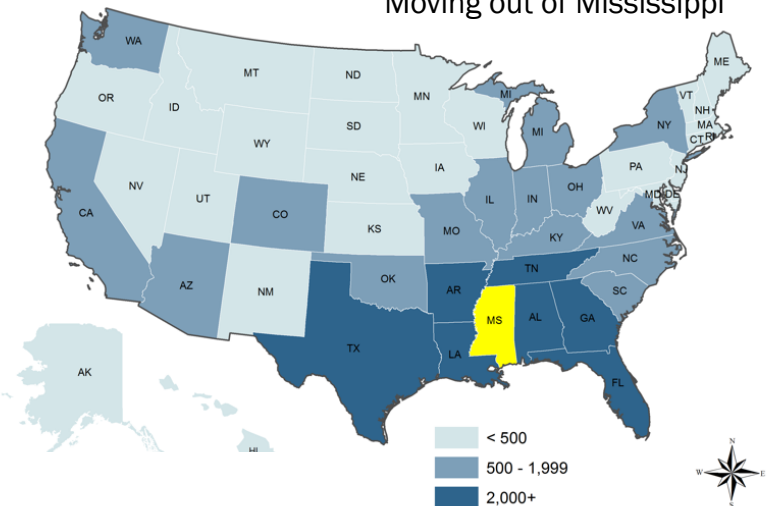 Moving out of Mississippi
WA
MT
ND
MN
ME
OR
ID
SD
WI
MI
VT
NH
NY
MA
CT
RI
WY
MI
IA
PA
NJ
NV
UT
NE
IL
IN
OH
MD
DE
CA
CO
KS
MO
WV
VA
KY
AZ
NM
OK
AR
TN
NC
SC
MS
AL
GA
TX
LA
FL
AK
HI
< 500
500 - 1,999
2,000+
N
W
E
S